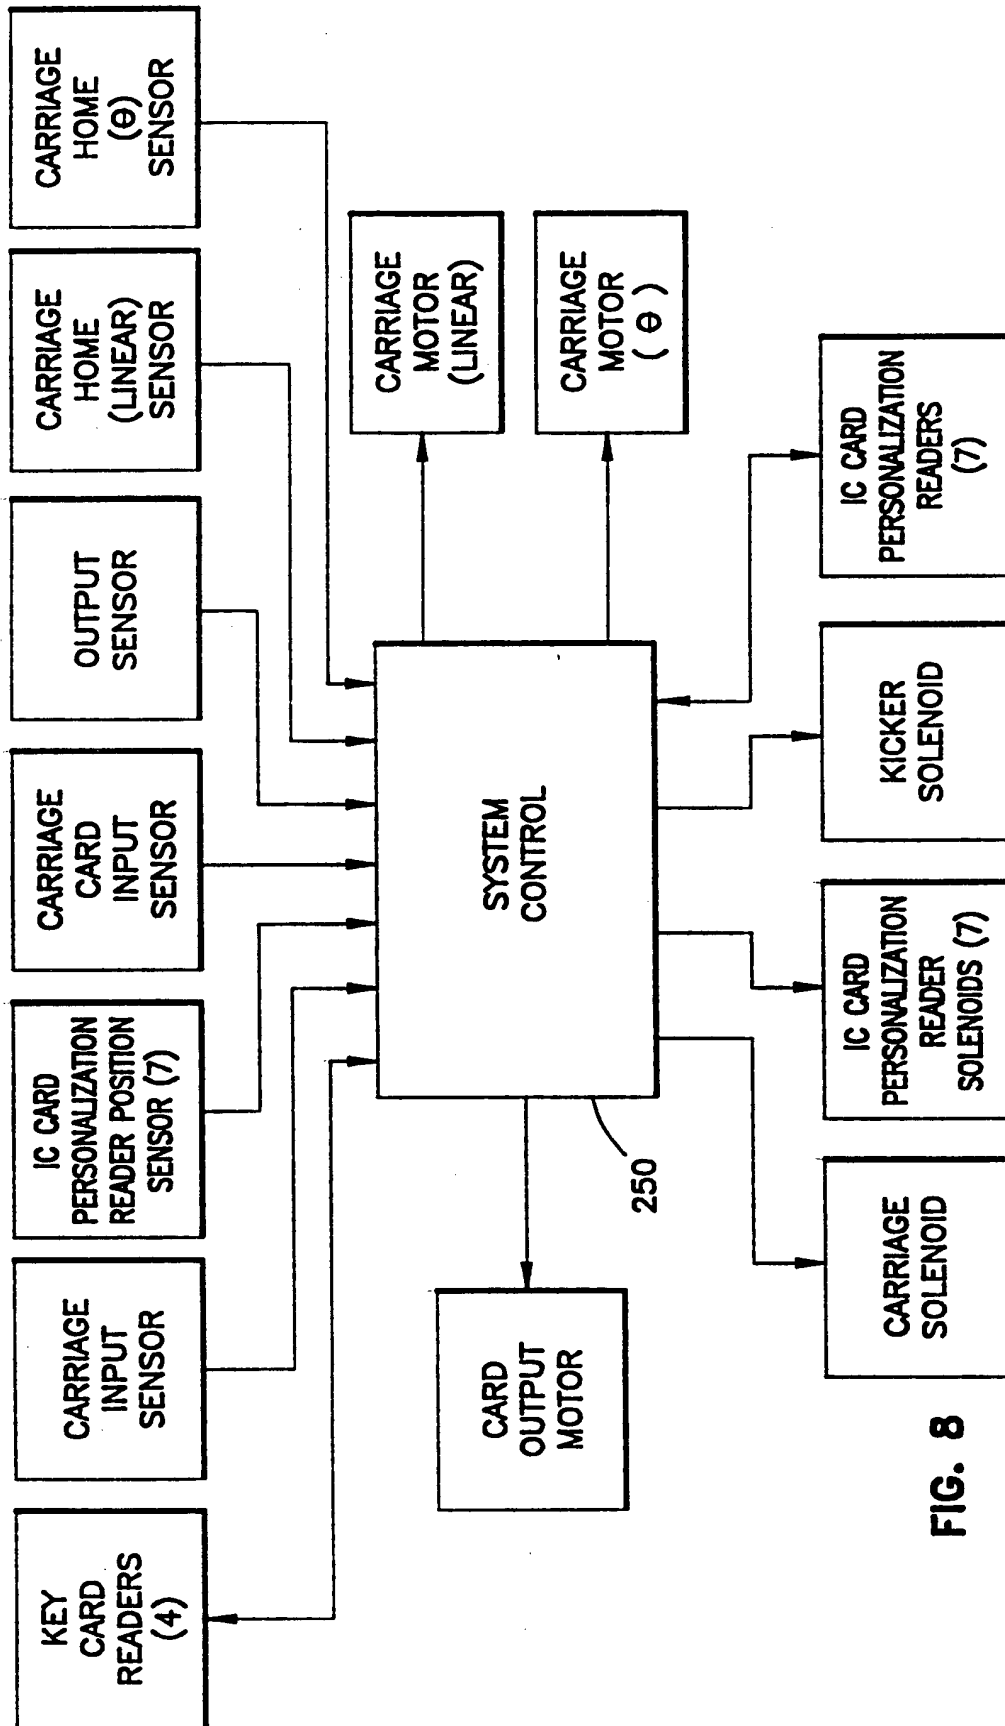 KEY
CARD
READERS
(4)
CARRIAGE
INPUT
SENSOR
IC CARD
PERSONALIZATION
READER POSITION
SENSOR (7)
CARRIAGE
CARD
INPUT
SENSOR
OUTPUT
SENSOR
CARRIAGE
HOME
(LINEAR)
SENSOR
CARRIAGE
HOME
(θ)
SENSOR
CARD
OUTPUT
MOTOR
SYSTEM
CONTROL
250
CARRIAGE
MOTOR
(LINEAR)
CARRIAGE
MOTOR
( θ )
CARRIAGE
SOLENOID
IC CARD
PERSONALIZATION
READER
SOLENOIDS (7)
KICKER
SOLENOID
IC CARD
PERSONALIZATION
READERS
(7)
FIG. 8